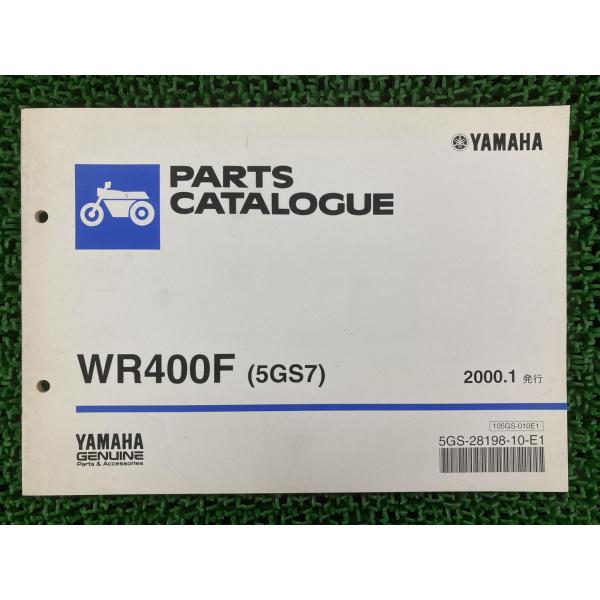 YAMAHA
PARTS
CATALOGUE
WR400F (5GS7)
2000.1 発行
YAMAHA
GENUINE
Parts & Accessories
105GS-010E1
5GS-28198-10-E1